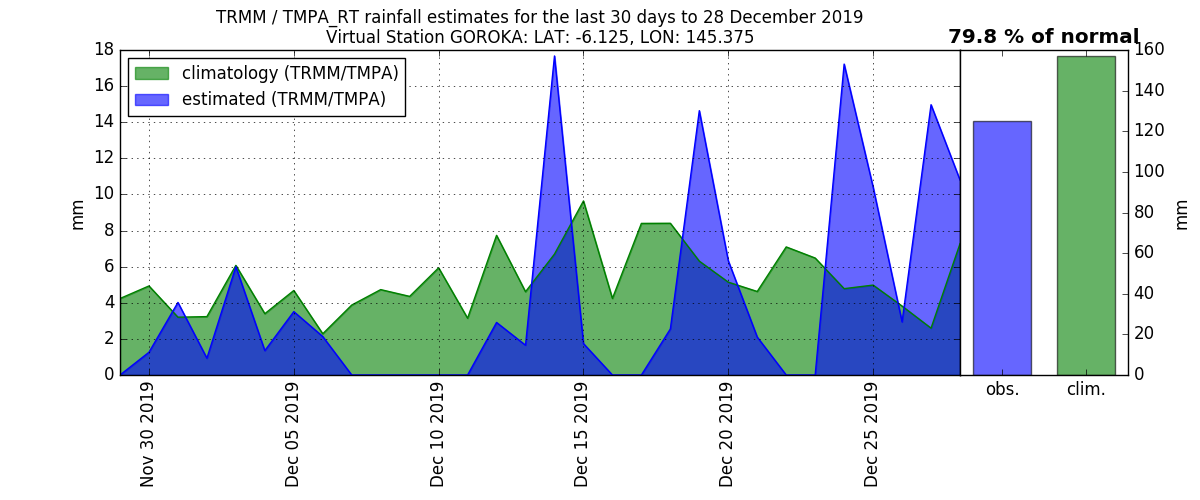 TRMM / TMPA_RT rainfall estimates for the last 30 days to 28 December 2019
Virtual Station GOROKA: LAT: -6.125, LON: 145.375
79.8 % of normal
climatology (TRMM/TMPA)
estimated (TRMM/TMPA)
mm
18
16
14
12
10
8
6
4
2
0
Nov 30 2019
Dec 05 2019
Dec 10 2019
Dec 15 2019
Dec 20 2019
Dec 25 2019
obs.
clim.
160
140
120
100
80
60
40
20
0
mm